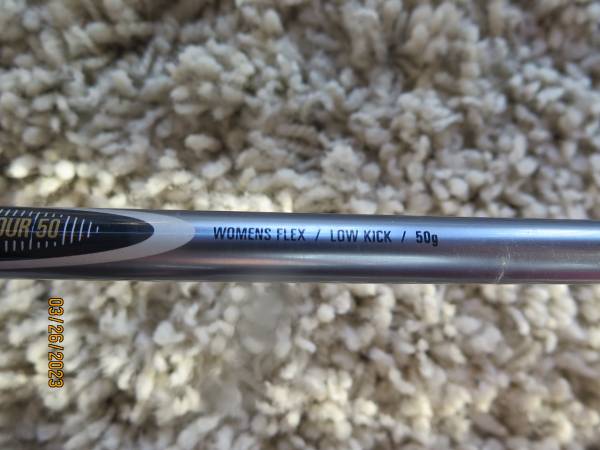 OUR 50
WOMENS FLEX / LOW KICK / 50g
03/26/2023